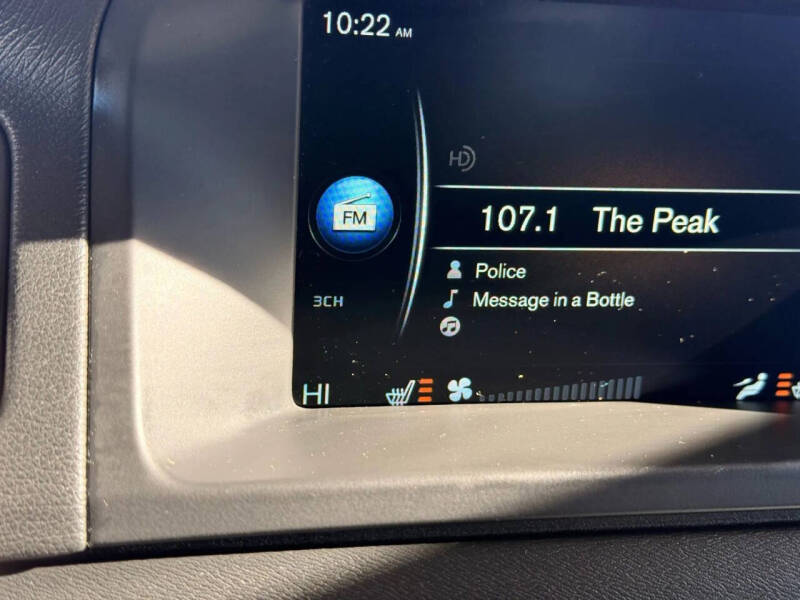 10:22 AM
HD
107.1 The Peak
FM
Police
3CH
Message in a Bottle
HI